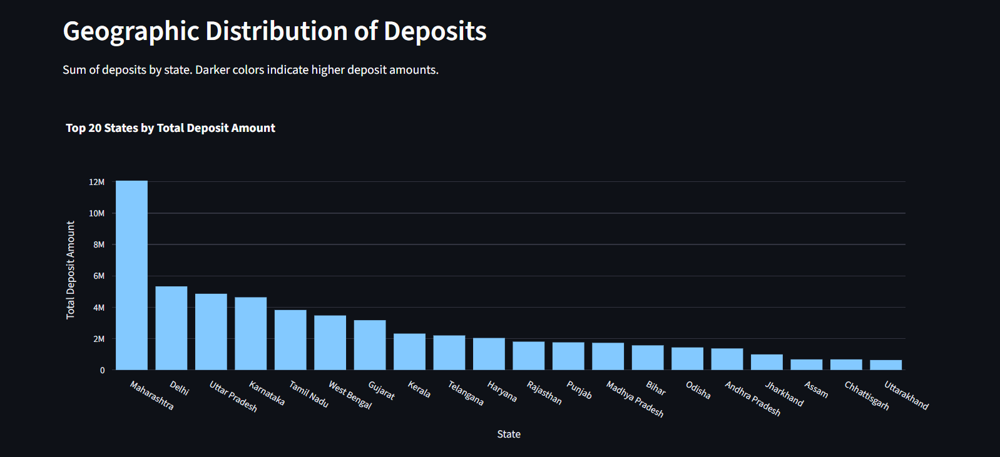 Geographic Distribution of Deposits
Sum of deposits by state. Darker colors indicate higher deposit amounts.
Top 20 States by Total Deposit Amount
Total Deposit Amount
12M
10M
8M
6M
4M
2M
0
Maharashtra
Delhi
Uttar Pradesh
Karnataka
Tamil Nadu
West Bengal
Gujarat
Kerala
Telangana
Haryana
Rajasthan
Punjab
Madhya Pradesh
Bihar
Odisha
Andhra Pradesh
Jharkhand
Assam
Chhattisgarh
Uttarakhand
State